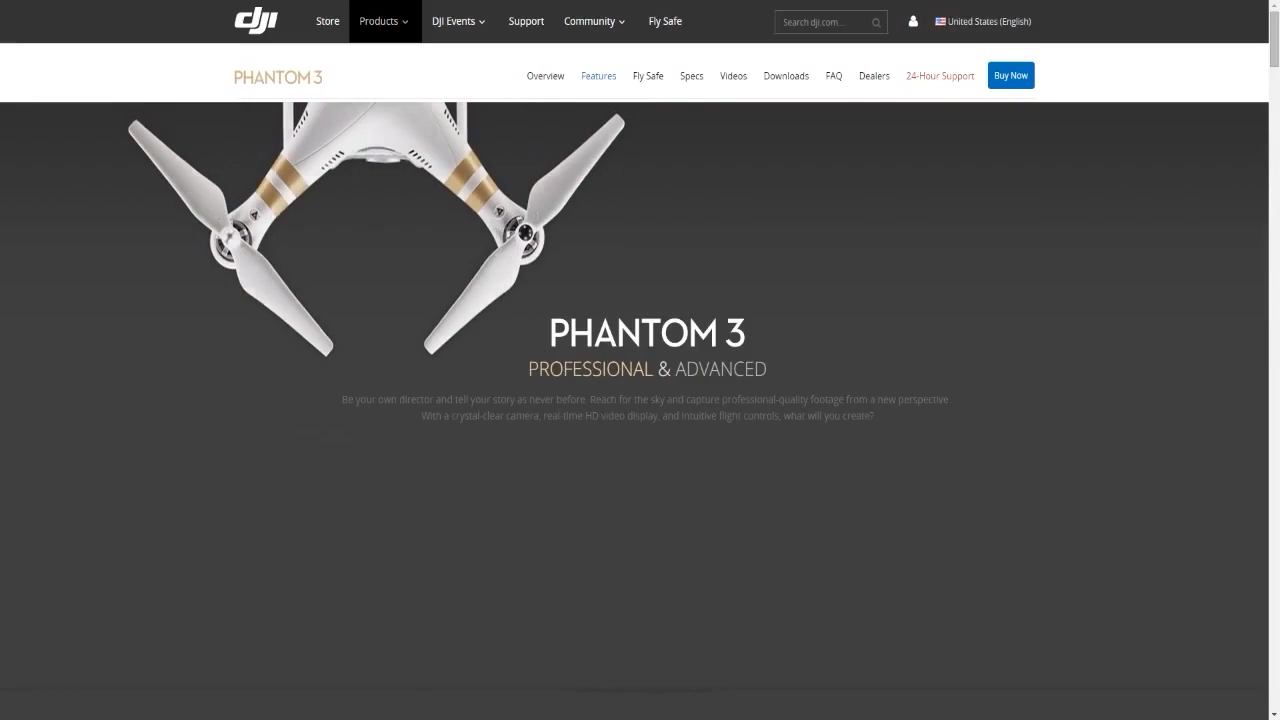 dji
Store
Products
DJI Events
Support
Community
Fly Safe
Search dji.com...
United States (English)
PHANTOM 3
Overview
Features
Fly Safe
Specs
Videos
Downloads
FAQ
Dealers
24-Hour Support
Buy Now
PHANTOM 3
PROFESSIONAL & ADVANCED
Be your own director and tell your story as never before. Reach for the sky and capture professional-quality footage from a new perspective.
With a crystal-clear camera, real-time HD video display, and intuitive flight controls, what will you create?